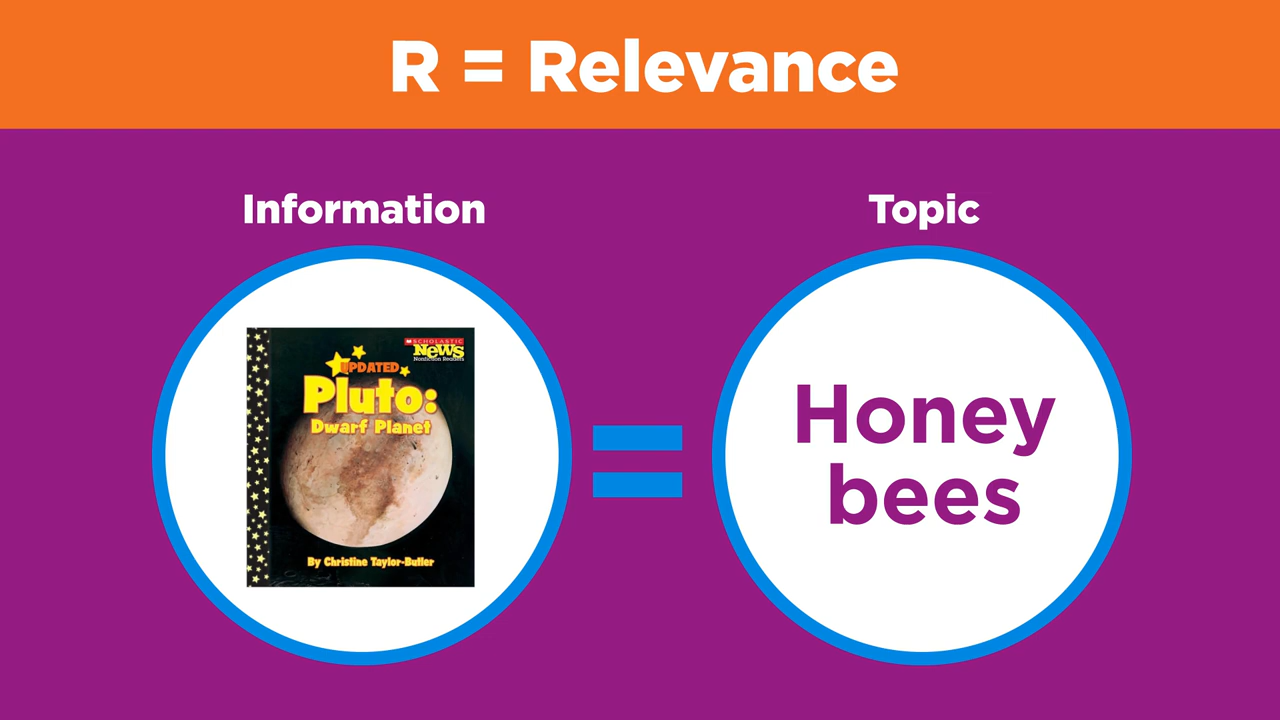 R = Relevance
Information
Topic
SCHOLASTIC
News
Nonfiction Readers
UPDATED
Pluto:
Dwarf Planet
By Christine Taylor-Butler
=
Honey
bees